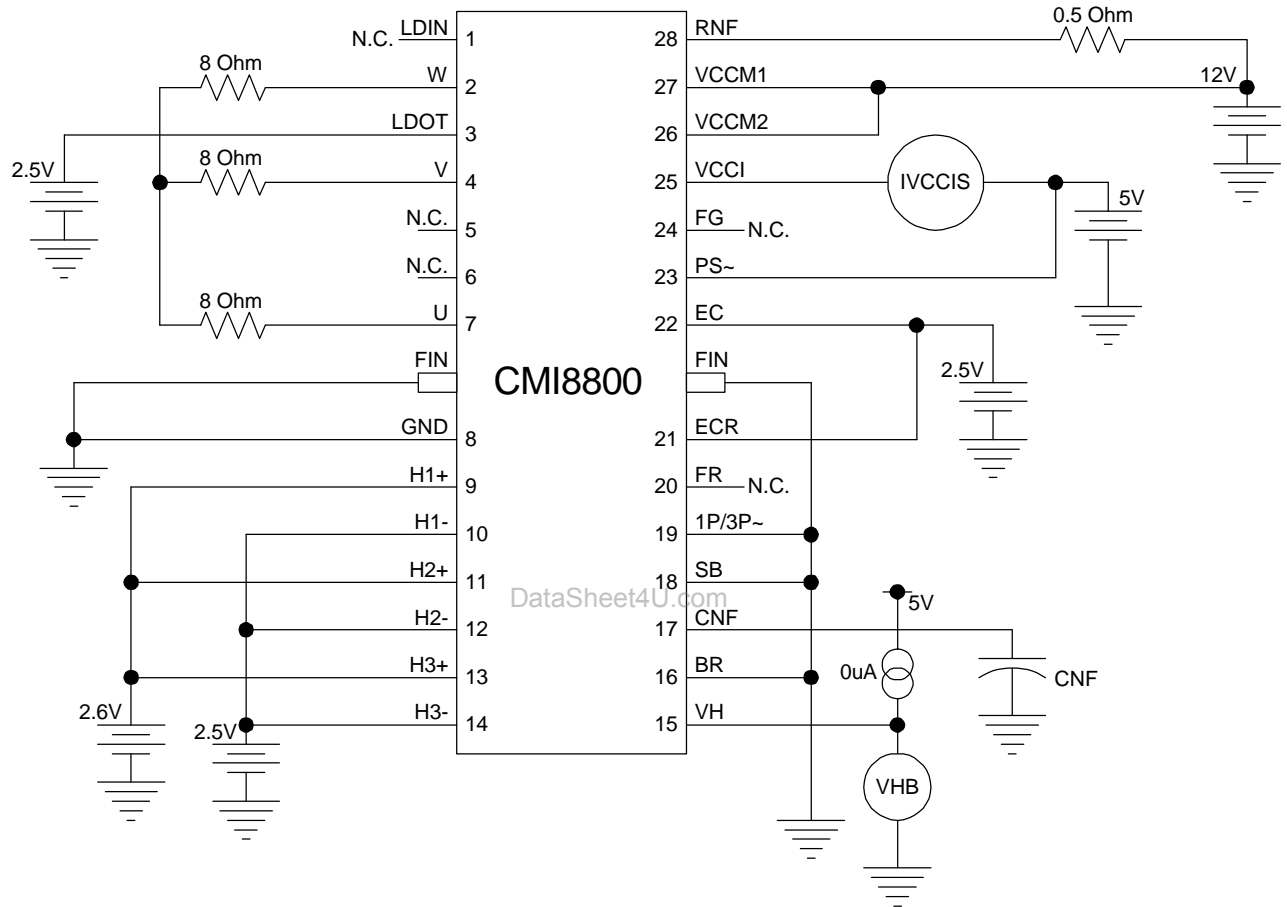 0.5 Ohm
N.C. LDIN 1
28 RNF
8 Ohm
W 2
27 VCCM1
12V
LDOT 3
26 VCCM2
2.5V
8 Ohm
V 4
25 VCCI
IVCCIS
5V
N.C. 5
24 FG N.C.
N.C. 6
23 PS~
8 Ohm
U 7
22 EC
FIN
CMI8800
FIN
2.5V
GND 8
21 ECR
H1+ 9
20 FR N.C.
H1- 10
19 1P/3P~
H2+ 11
18 SB
DataSheet4U.com
5V
H2- 12
17 CNF
H3+ 13
16 BR
0uA
CNF
2.6V
2.5V
H3- 14
15 VH
VHB